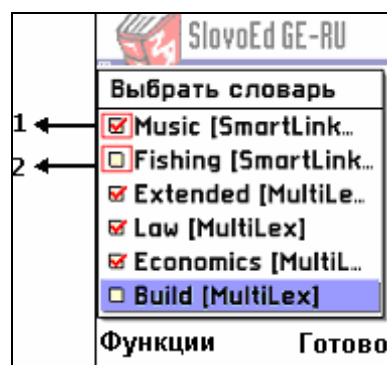 SlovoEd GE-RU
Выбрать словарь
1
Music [SmartLink...
2
Fishing [SmartLink...
Extended [MultiLe...
Law [MultiLex]
Economics [MultiL...
Build [MultiLex]
Функции Готово